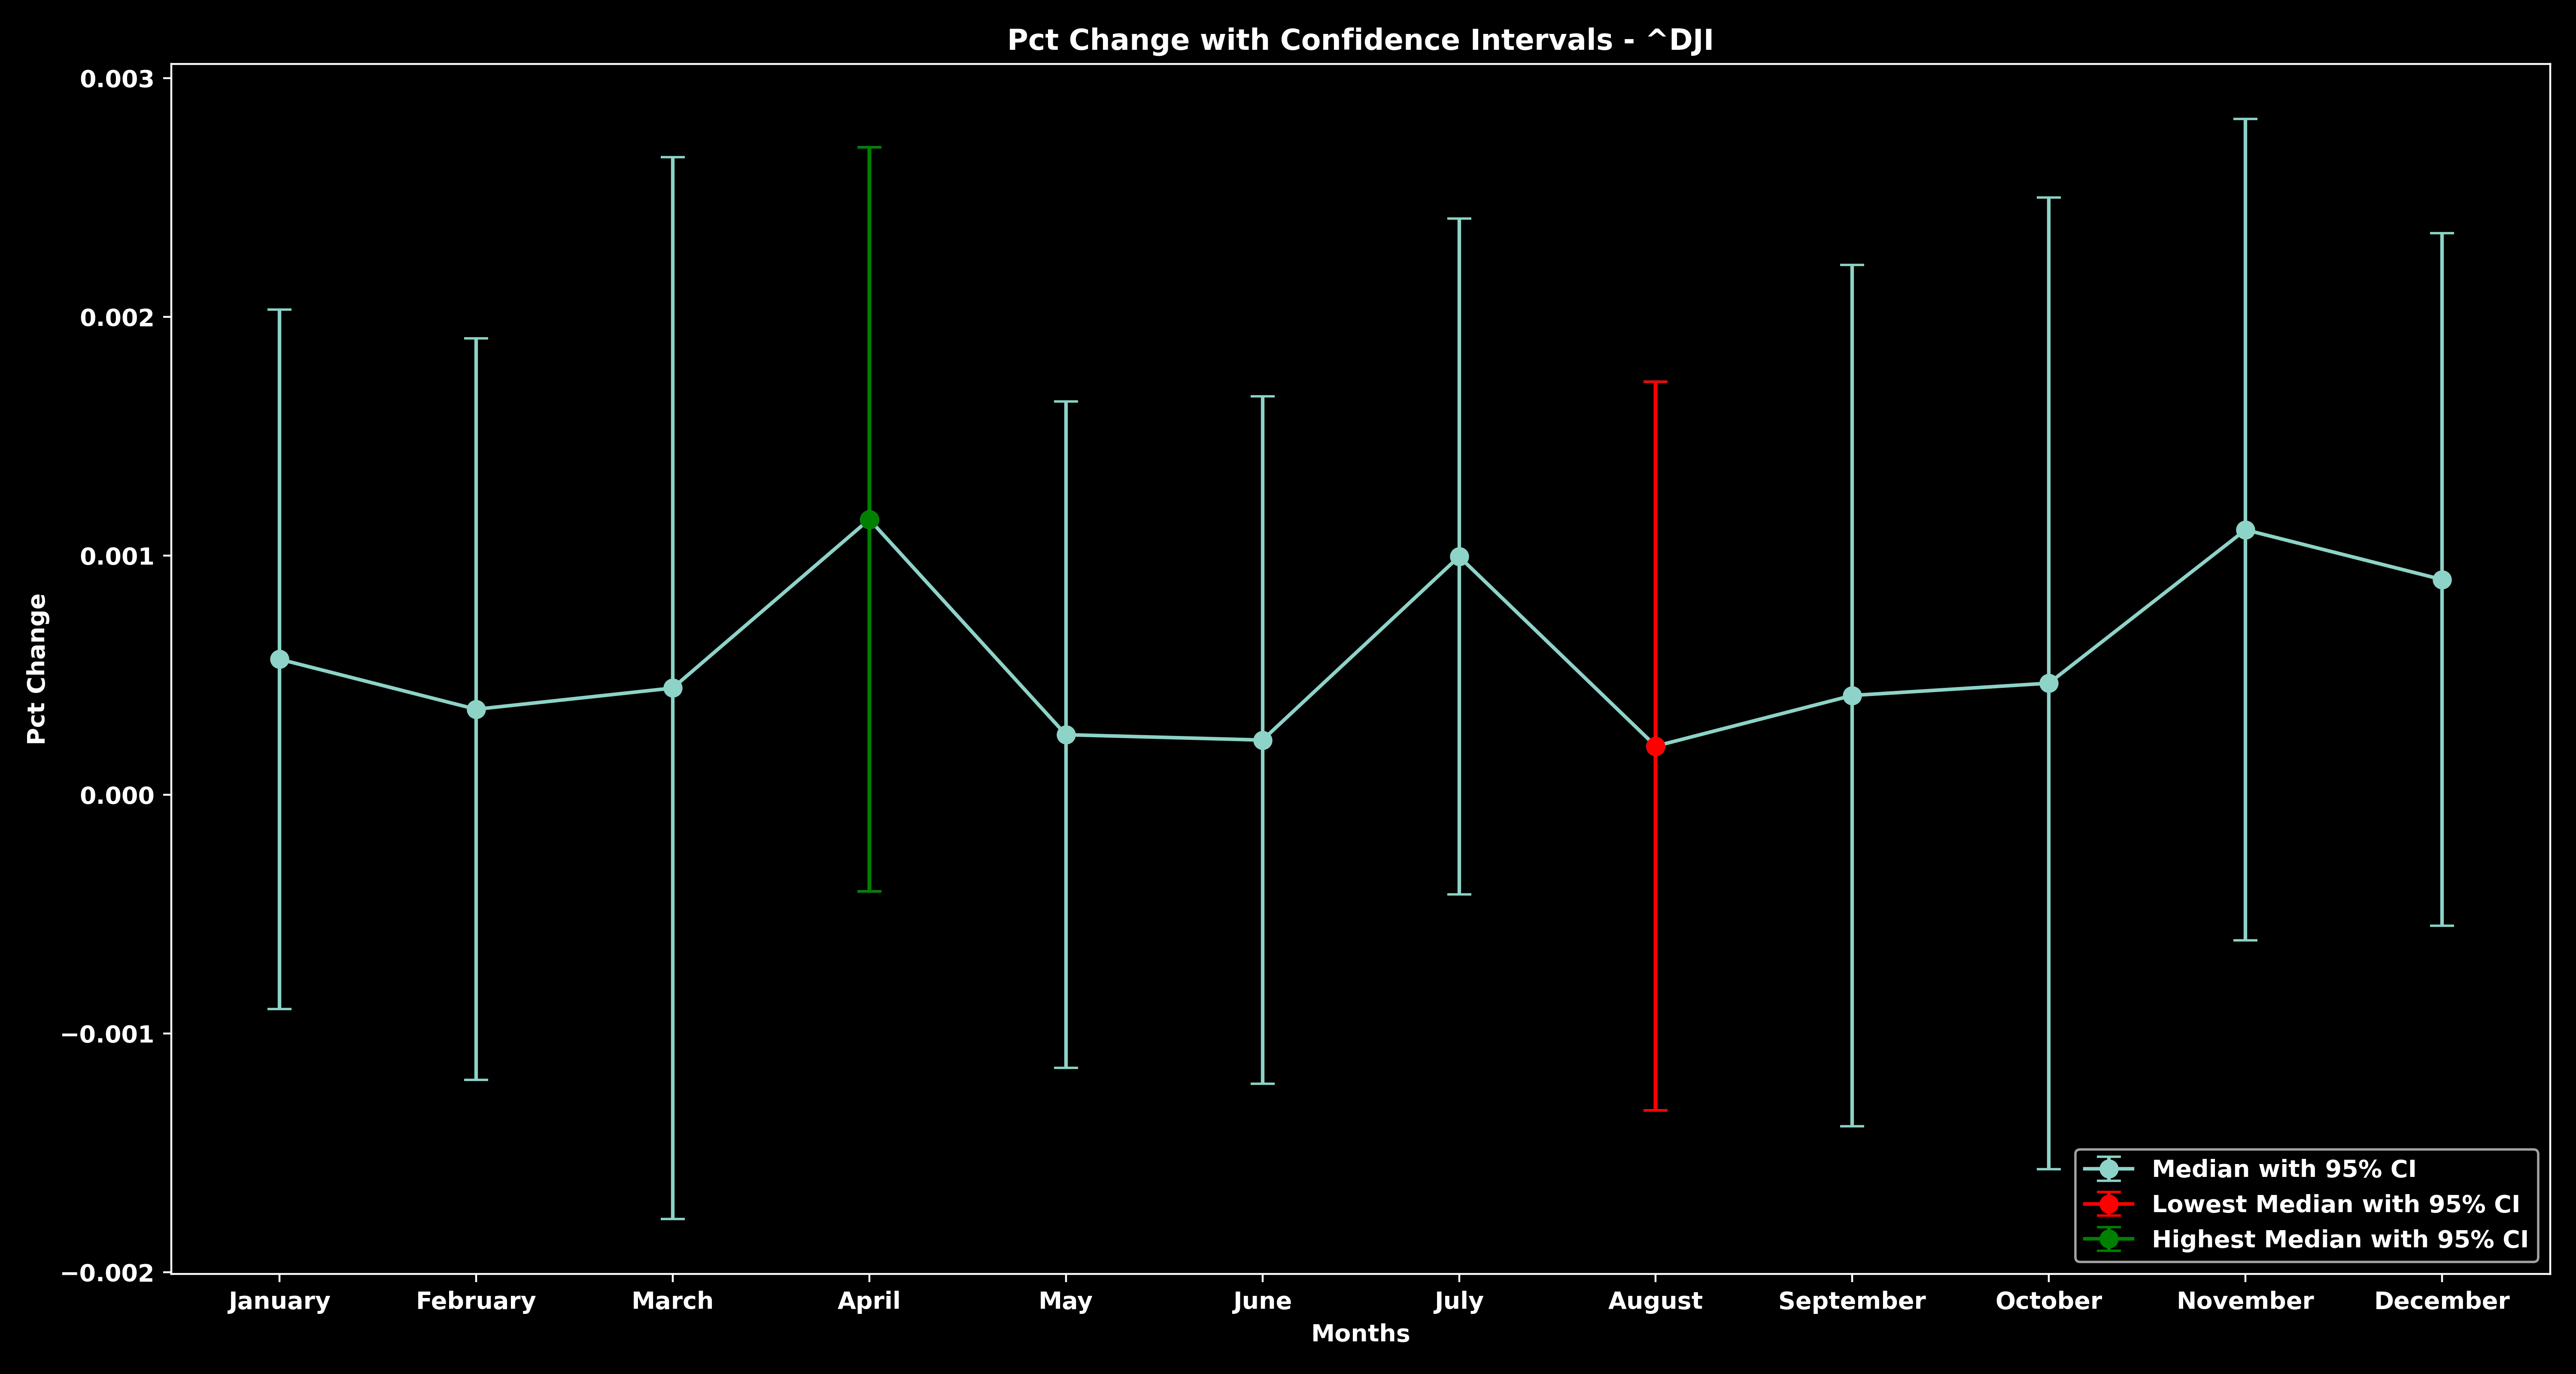 Pct Change with Confidence Intervals - ^DJI
Pct Change
0.003
0.002
0.001
0.000
−0.001
−0.002
January February March April May June July August September October November December
Months
Median with 95% CI
Lowest Median with 95% CI
Highest Median with 95% CI